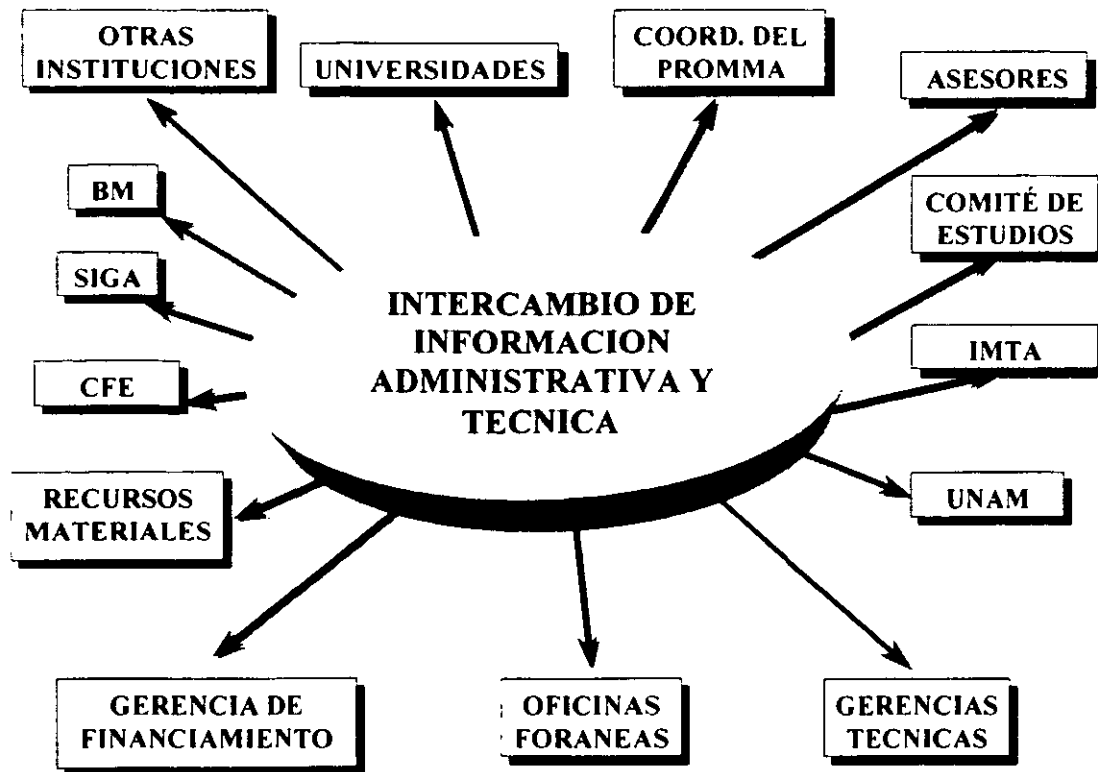 OTRAS
INSTITUCIONES
UNIVERSIDADES
COORD. DEL
PROMMA
ASESORES
BM
COMITÉ DE
ESTUDIOS
SIGA
INTERCAMBIO DE
INFORMACION
ADMINISTRATIVA Y
TECNICA
IMTA
CFE
RECURSOS
MATERIALES
UNAM
GERENCIA DE
FINANCIAMIENTO
OFICINAS
FORANEAS
GERENCIAS
TECNICAS